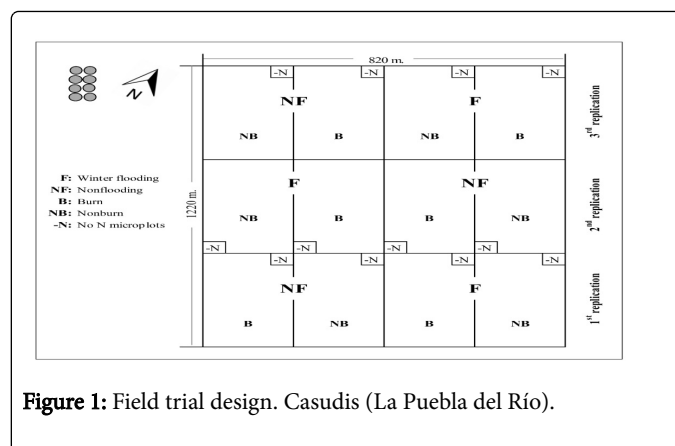 820 m.
-N -N -N -N
NF F
NB B NB B
3rd replication
N
F: Winter flooding
NF: Nonflooding
B: Burn
NB: Nonburn
-N: No N microplots
1220 m.
F NF
NB B B NB
2nd replication
-N -N -N -N
-N -N -N -N
NF F
B NB B NB
1st replication
Figure 1: Field trial design. Casudis (La Puebla del Río).